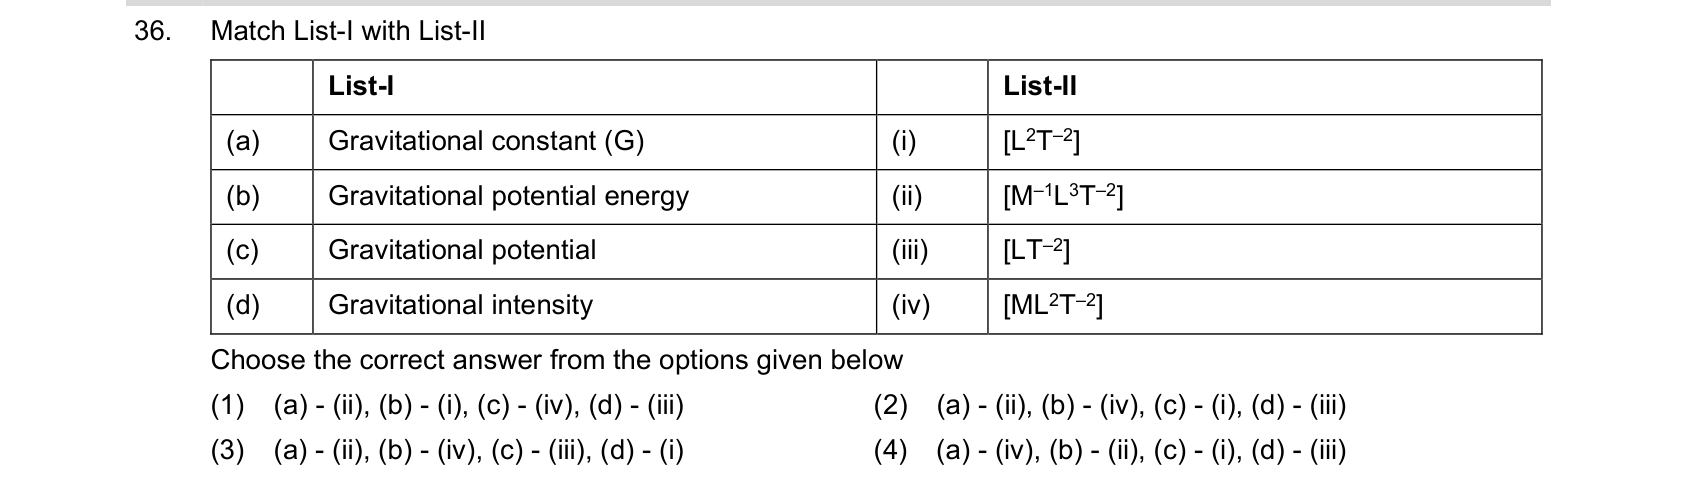 36. Match List-I with List-II
List-I List-II
(a) Gravitational constant (G) (i) [L²T⁻²]
(b) Gravitational potential energy (ii) [M⁻¹L³T⁻²]
(c) Gravitational potential (iii) [LT⁻²]
(d) Gravitational intensity (iv) [ML²T⁻²]
Choose the correct answer from the options given below
(1) (a) - (ii), (b) - (i), (c) - (iv), (d) - (iii) (2) (a) - (ii), (b) - (iv), (c) - (i), (d) - (iii)
(3) (a) - (ii), (b) - (iv), (c) - (iii), (d) - (i) (4) (a) - (iv), (b) - (ii), (c) - (i), (d) - (iii)